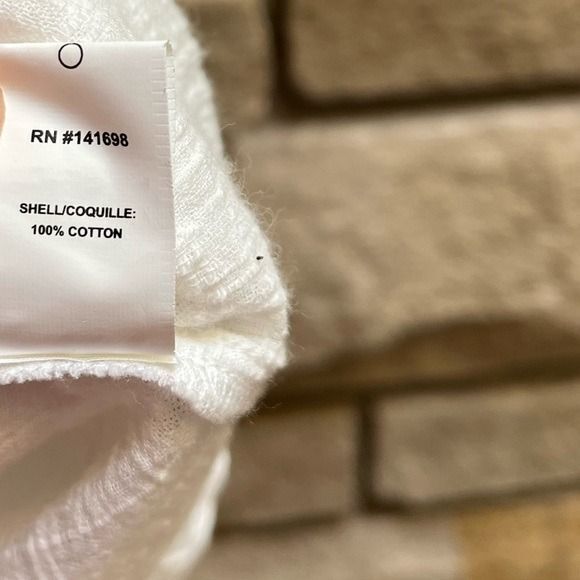 RN #141698
SHELL/COQUILLE:
100% COTTON